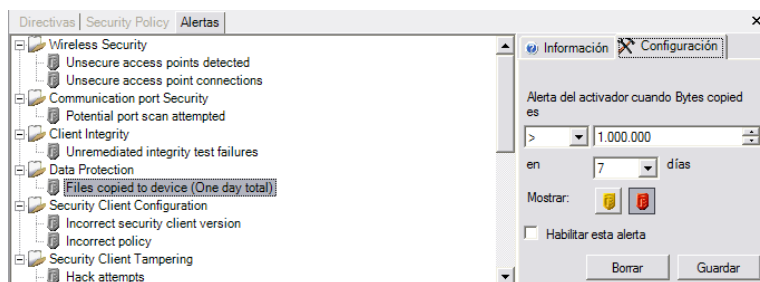 Directivas Security Policy Alertas
Wireless Security
Unsecure access points detected
Unsecure access point connections
Communication port Security
Potential port scan attempted
Client Integrity
Unremediated integrity test failures
Data Protection
Files copied to device (One day total)
Security Client Configuration
Incorrect security client version
Incorrect policy
Security Client Tampering
Hack attempts
Información Configuración
Alerta del activador cuando Bytes copied
es
> 1.000.000
en 7 días
Mostrar:
Habilitar esta alerta
Borrar Guardar